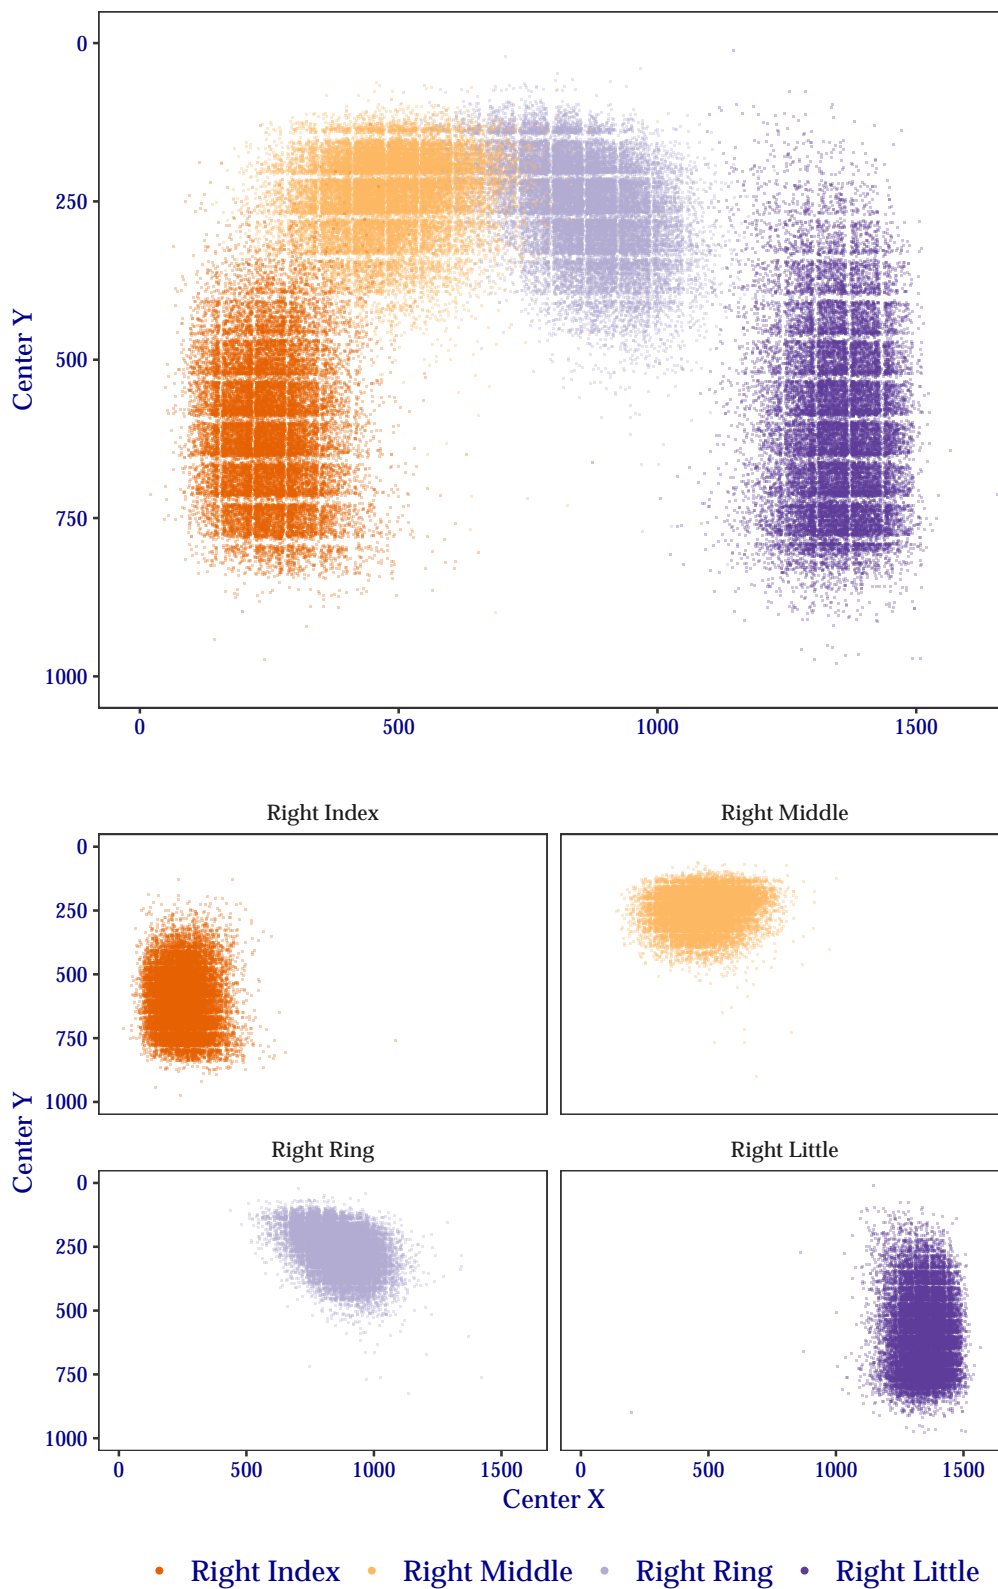 0
250
500
750
1000
Center Y
0 500 1000 1500
Right Index Right Middle
0
250
500
750
1000
Right Ring Right Little
0
250
500
750
1000
Center Y
0 500 1000 1500 0 500 1000 1500
Center X
Right Index Right Middle Right Ring Right Little